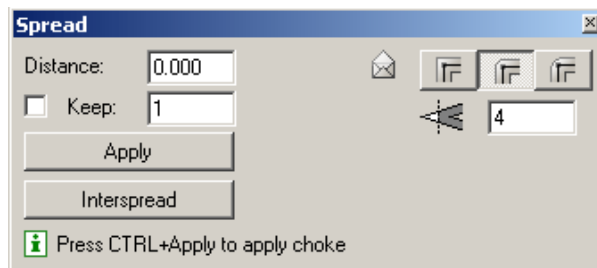 Spread
Distance: 0.000
Keep: 1
4
Apply
Interspread
Press CTRL+Apply to apply choke